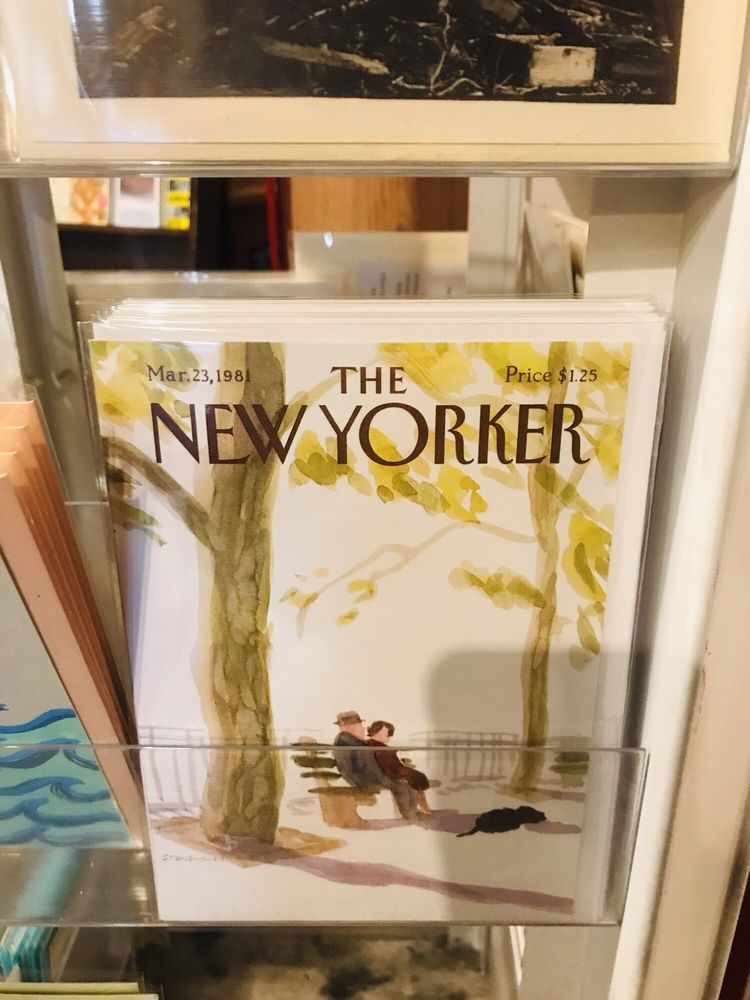 Mar.23,1981
THE
Price $1.25
NEW YORKER